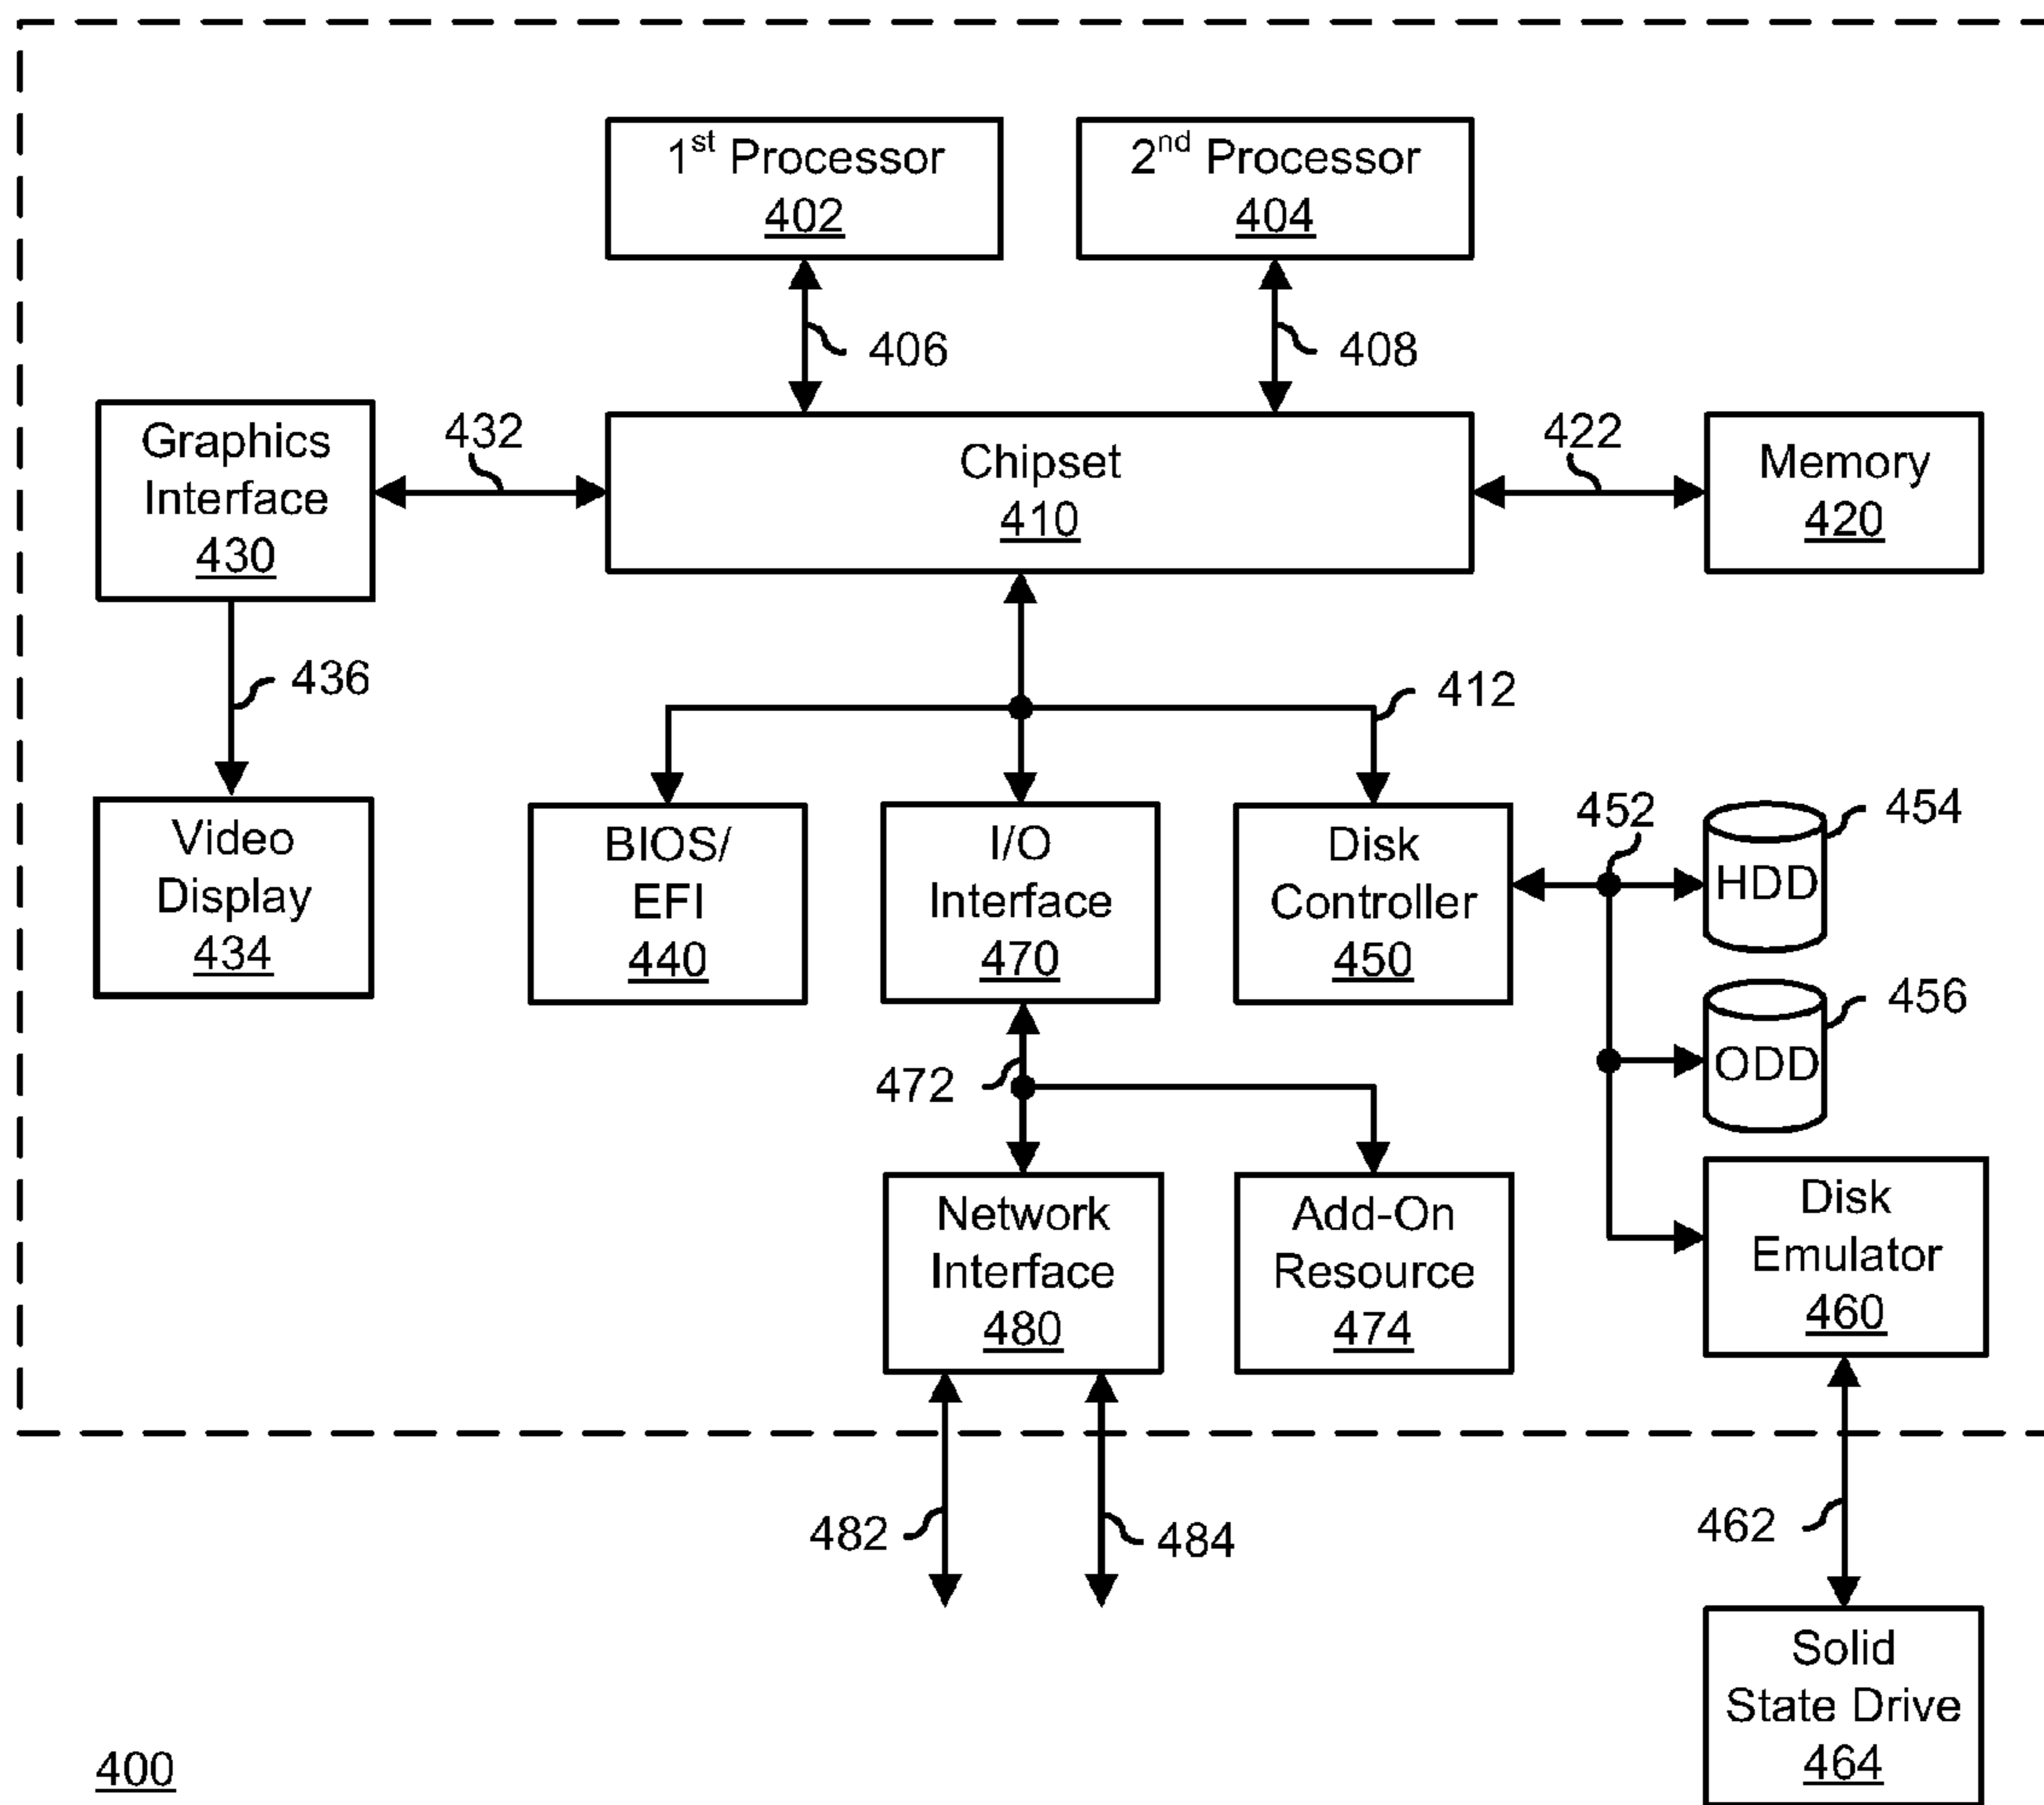 1st Processor
402
2nd Processor
404
406
408
Graphics
Interface
430
432
Chipset
410
422
Memory
420
436
412
Video
Display
434
BIOS/
EFI
440
I/O
Interface
470
Disk
Controller
450
452
454
HDD
456
ODD
472
Network
Interface
480
Add-On
Resource
474
Disk
Emulator
460
482
484
462
Solid
State Drive
464
400